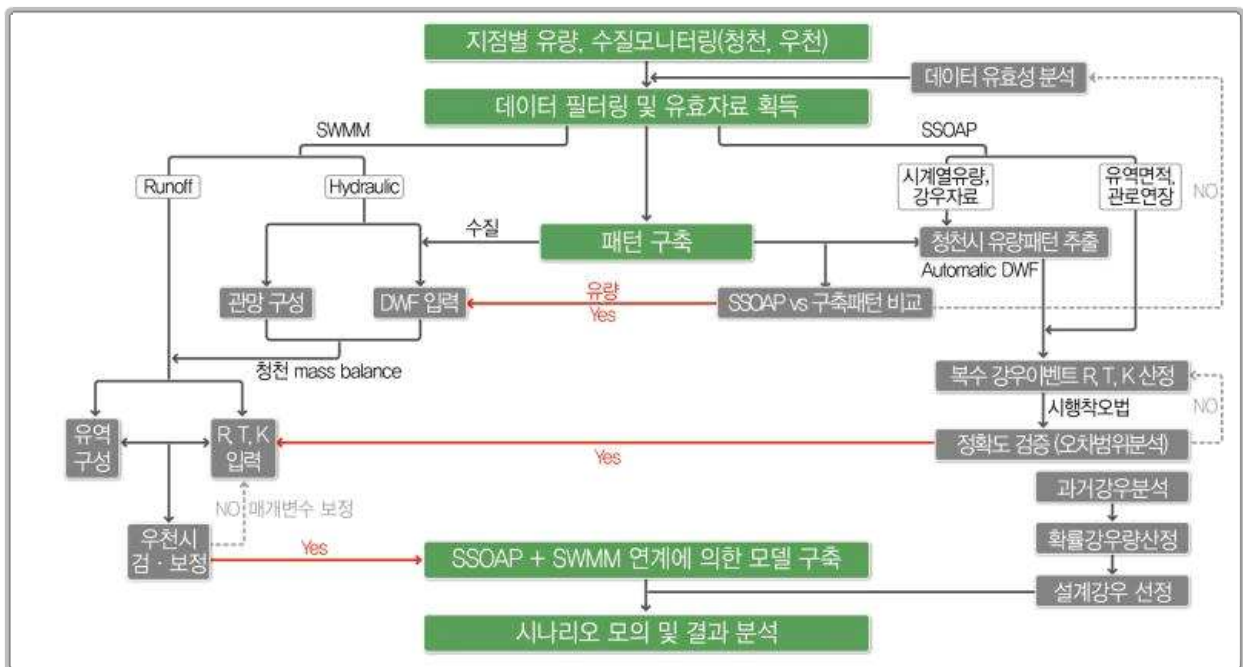 지점별 유량, 수질모니터링(청천, 우천)
데이터 유효성 분석
데이터 필터링 및 유효자료 획득
SWMM
SSOAP
Runoff
Hydraulic
시계열유량,
강우자료
유역면적,
관로연장
NO
수질
패턴 구축
청천시 유량패턴 추출
Automatic DWF
관망 구성
DWF 입력
유량
Yes
SSOAP vs 구축패턴 비교
청천 mass balance
복수 강우이벤트 R, T, K 산정
시행착오법
NO
유역
구성
R, T, K
입력
Yes
정확도 검증 (오차범위분석)
과거강우분석
NO 매개변수 보정
우천시
검 · 보정
Yes
확률강우량산정
SSOAP + SWMM 연계에 의한 모델 구축
설계강우 선정
시나리오 모의 및 결과 분석